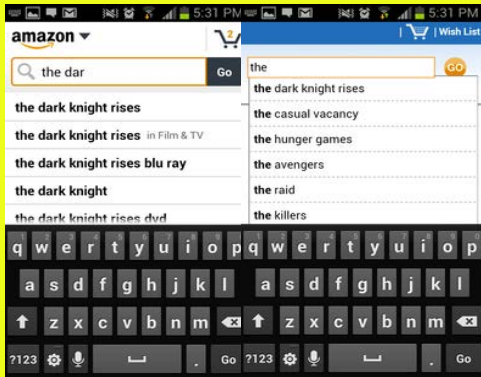 5:31 PM
amazon
2
the dar
Go
the dark knight rises
the dark knight rises in Film & TV
the dark knight rises blu ray
the dark knight
the dark knight rises dvd
q w e r t y u i o p
a s d f g h j k l
z x c v b n m
?123 . Go
5:31 PM
| | Wish List
the
GO
the dark knight rises
the casual vacancy
the hunger games
the avengers
the raid
the killers
q w e r t y u i o p
a s d f g h j k l
z x c v b n m
?123 . Go